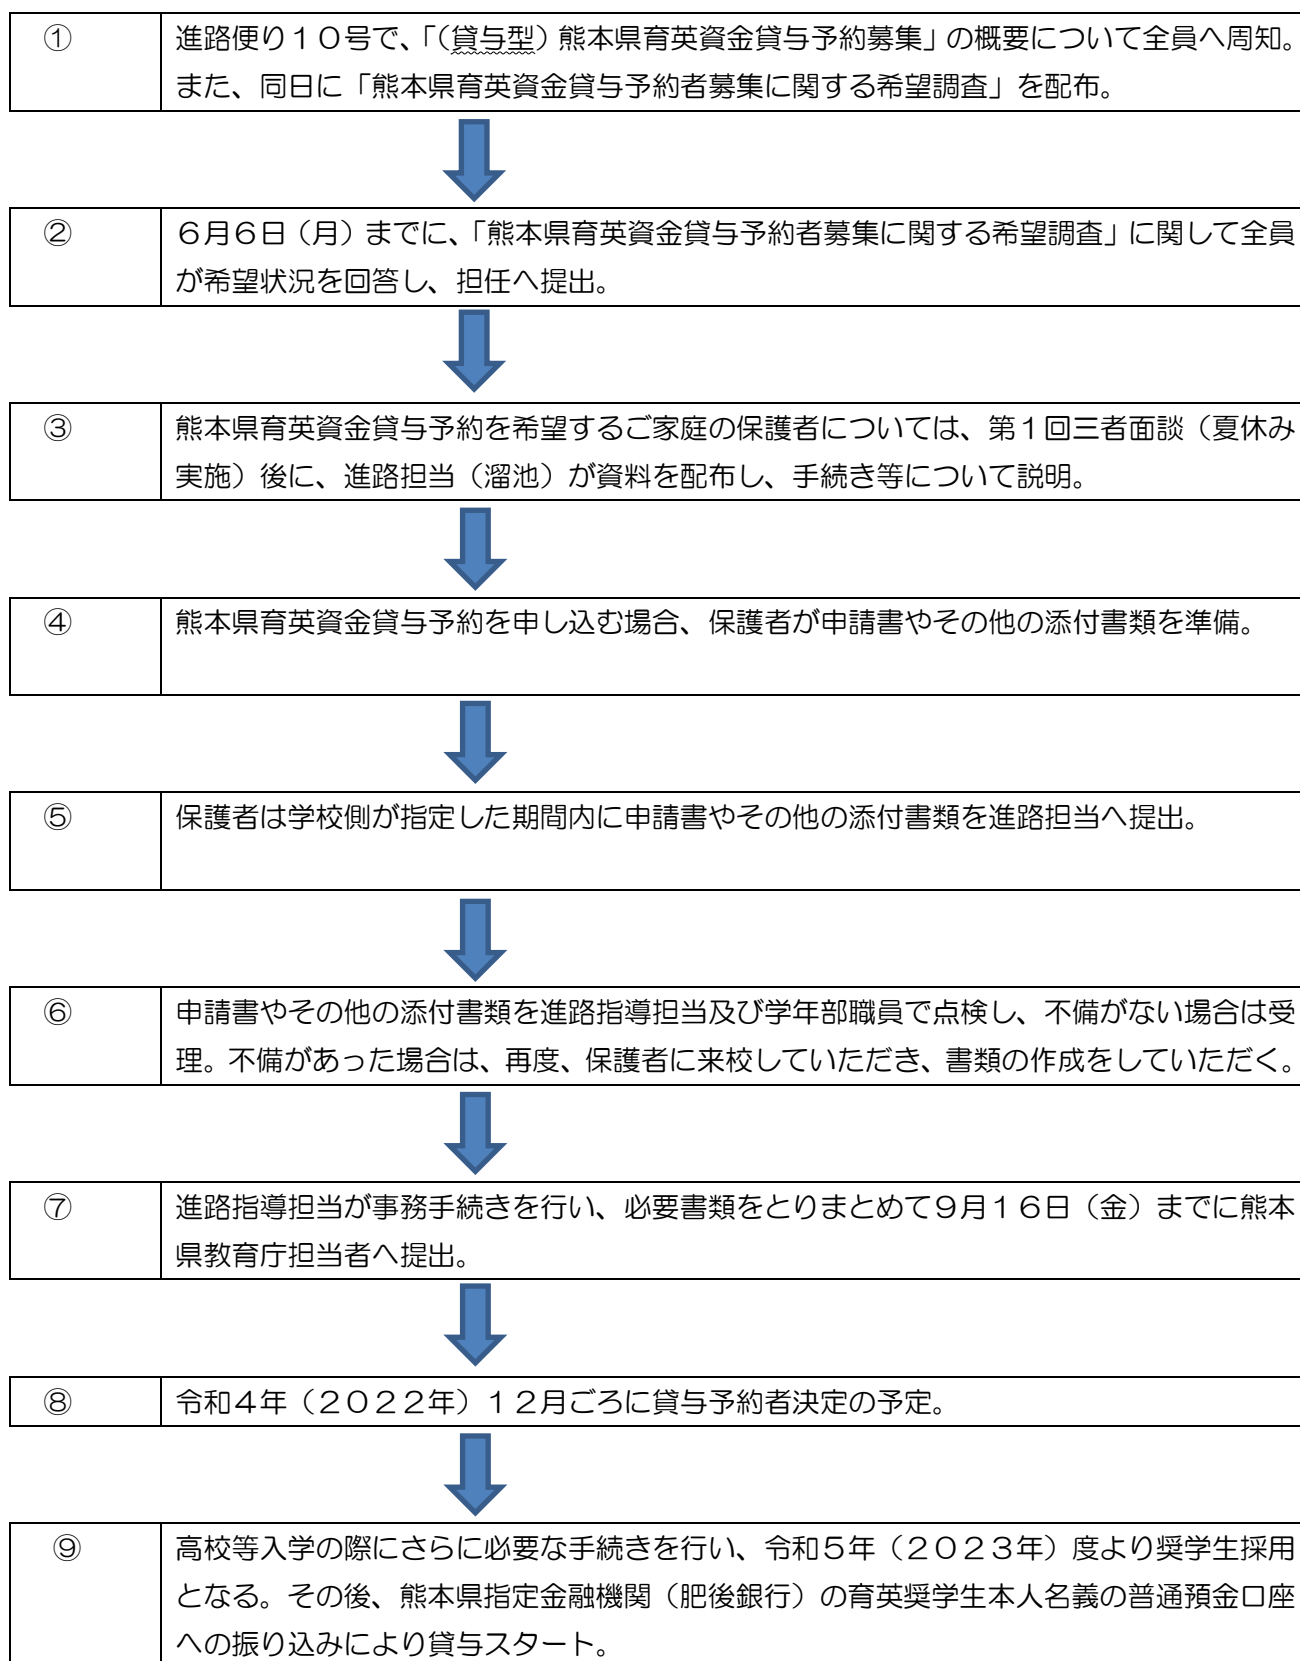 ① 進路便り１０号で、「（貸与型）熊本県育英資金貸与予約募集」の概要について全員へ周知。
また、同日に「熊本県育英資金貸与予約者募集に関する希望調査」を配布。
② ６月６日（月）までに、「熊本県育英資金貸与予約者募集に関する希望調査」に関して全員
が希望状況を回答し、担任へ提出。
③ 熊本県育英資金貸与予約を希望するご家庭の保護者については、第１回三者面談（夏休み
実施）後に、進路担当（溜池）が資料を配布し、手続き等について説明。
④ 熊本県育英資金貸与予約を申し込む場合、保護者が申請書やその他の添付書類を準備。
⑤ 保護者は学校側が指定した期間内に申請書やその他の添付書類を進路担当へ提出。
⑥ 申請書やその他の添付書類を進路指導担当及び学年部職員で点検し、不備がない場合は受
理。不備があった場合は、再度、保護者に来校していただき、書類の作成をしていただく。
⑦ 進路指導担当が事務手続きを行い、必要書類をとりまとめて９月１６日（金）までに熊本
県教育庁担当者へ提出。
⑧ 令和４年（２０２２年）１２月ごろに貸与予約者決定の予定。
⑨ 高校等入学の際にさらに必要な手続きを行い、令和５年（２０２３年）度より奨学生採用
となる。その後、熊本県指定金融機関（肥後銀行）の育英奨学生本人名義の普通預金口座
への振り込みにより貸与スタート。